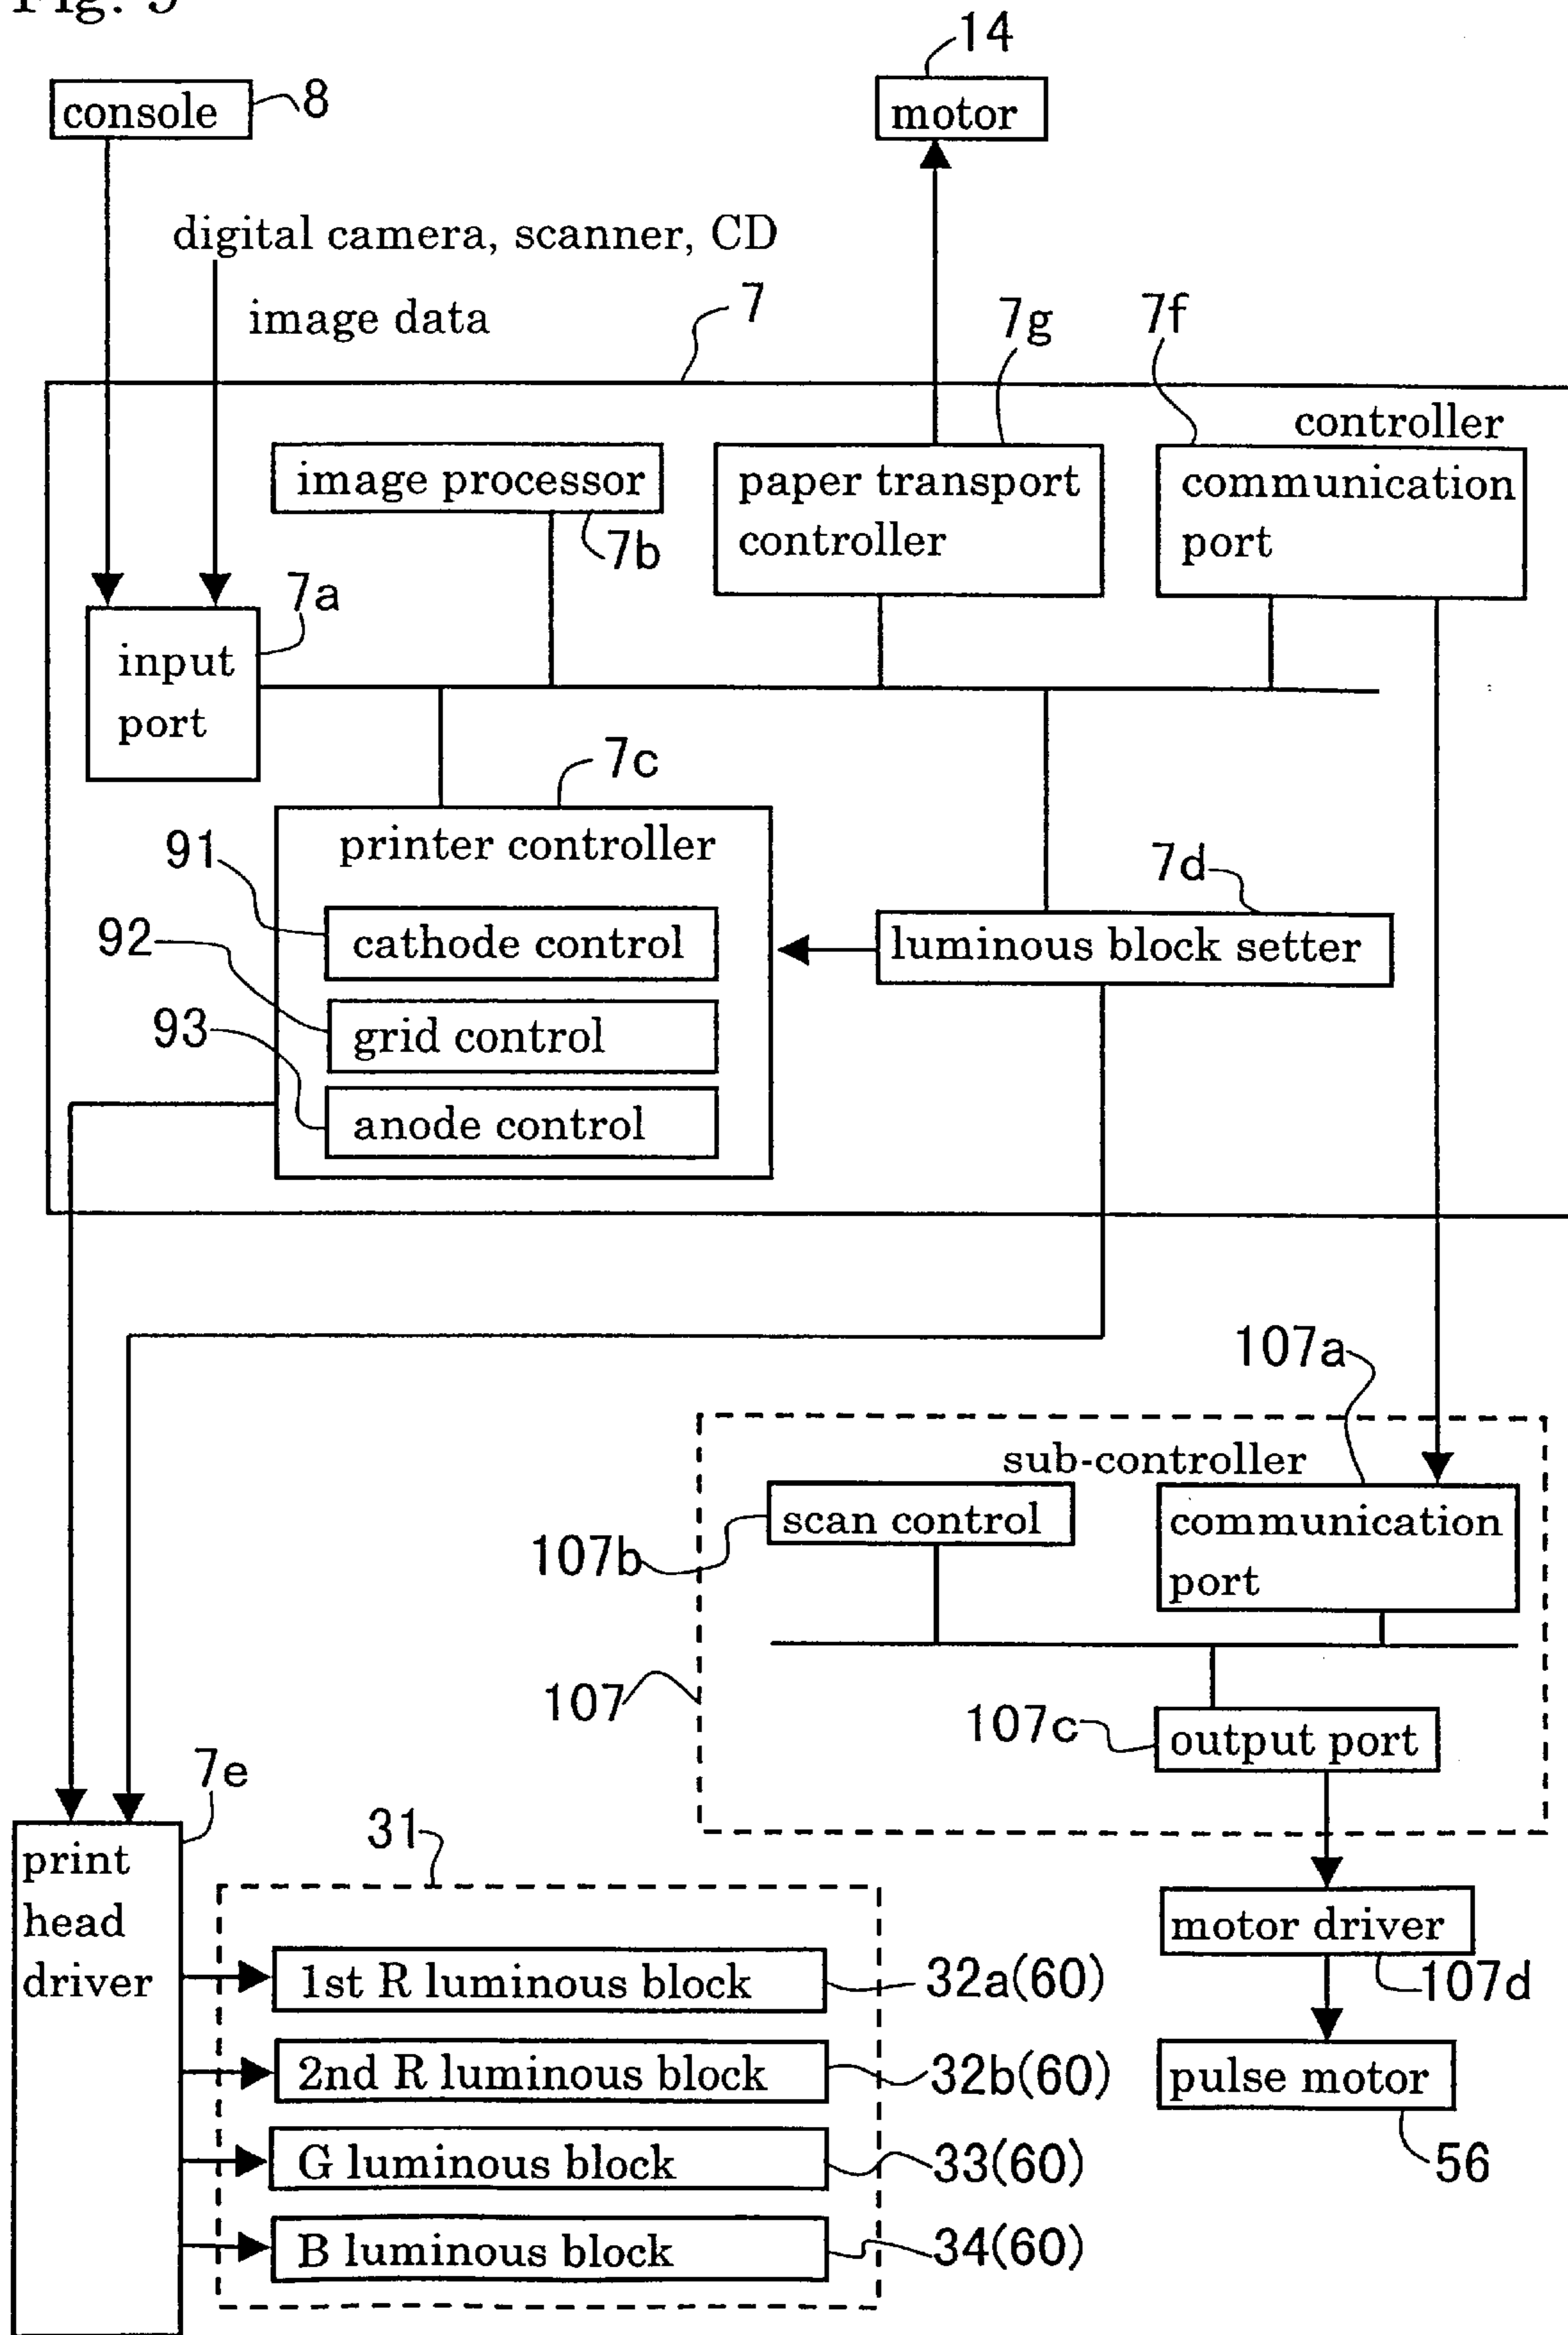 console
8
14
motor
digital camera, scanner, CD
image data
7
7g
7f
controller
image processor
7b
paper transport
controller
communication
port
7a
input
port
7c
printer controller
91
cathode control
92
grid control
93
anode control
7d
luminous block setter
107a
sub-controller
scan control
107b
communication
port
107
107c
output port
7e
print
head
driver
31
1st R luminous block
32a(60)
2nd R luminous block
32b(60)
G luminous block
33(60)
B luminous block
34(60)
motor driver
107d
pulse motor
56